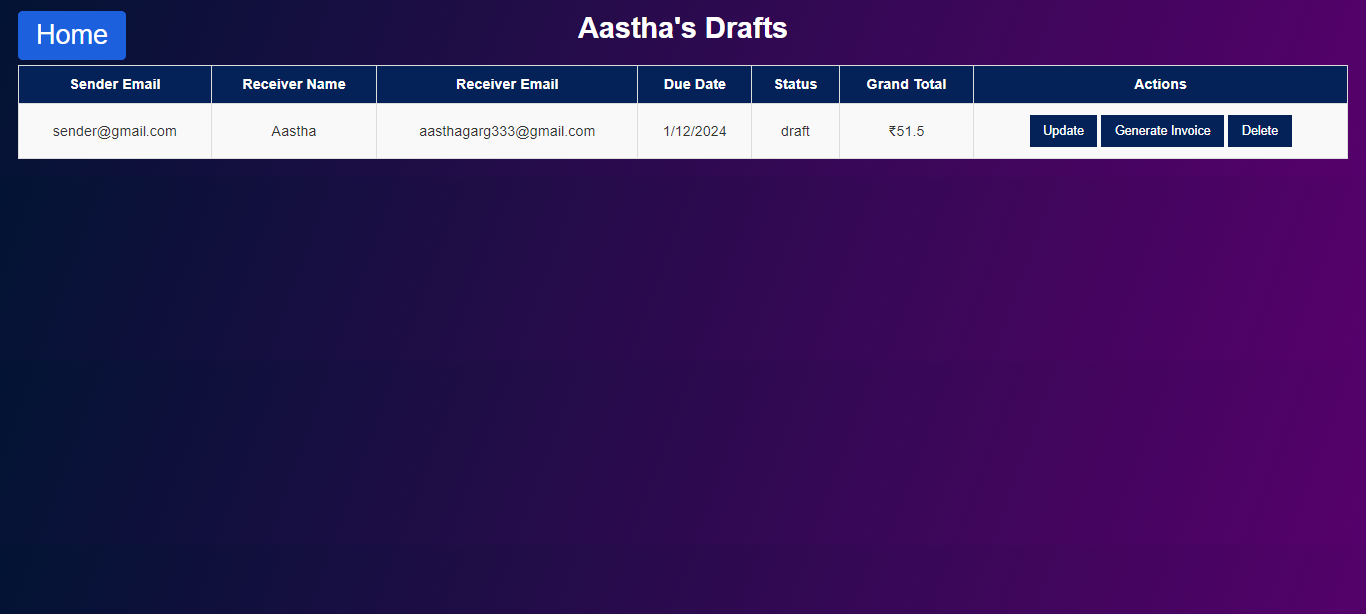 Home
Aastha's Drafts
Sender Email Receiver Name Receiver Email Due Date Status Grand Total Actions
sender@gmail.com Aastha aasthagarg333@gmail.com 1/12/2024 draft ₹51.5 Update Generate Invoice Delete